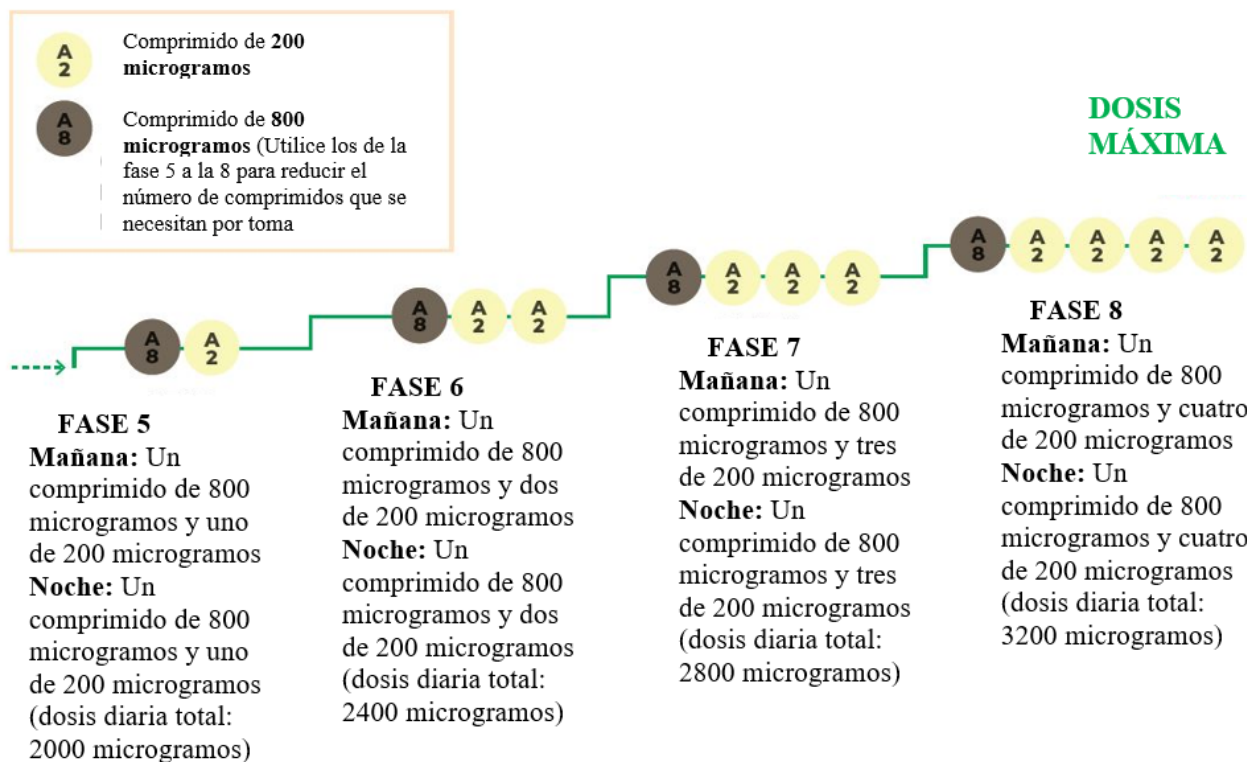 A
2
Comprimido de 200
microgramos
A
8
Comprimido de 800
microgramos (Utilice los de la
fase 5 a la 8 para reducir el
número de comprimidos que se
necesitan por toma
DOSIS
MÁXIMA
A
8
A
2
FASE 5
Mañana: Un
comprimido de 800
microgramos y uno
de 200 microgramos
Noche: Un
comprimido de 800
microgramos y uno
de 200 microgramos
(dosis diaria total:
2000 microgramos)
A
8
A
2
A
2
FASE 6
Mañana: Un
comprimido de 800
microgramos y dos
de 200 microgramos
Noche: Un
comprimido de 800
microgramos y dos
de 200 microgramos
(dosis diaria total:
2400 microgramos)
A
8
A
2
A
2
A
2
FASE 7
Mañana: Un
comprimido de 800
microgramos y tres
de 200 microgramos
Noche: Un
comprimido de 800
microgramos y tres
de 200 microgramos
(dosis diaria total:
2800 microgramos)
A
8
A
2
A
2
A
2
A
2
FASE 8
Mañana: Un
comprimido de 800
microgramos y cuatro
de 200 microgramos
Noche: Un
comprimido de 800
microgramos y cuatro
de 200 microgramos
(dosis diaria total:
3200 microgramos)